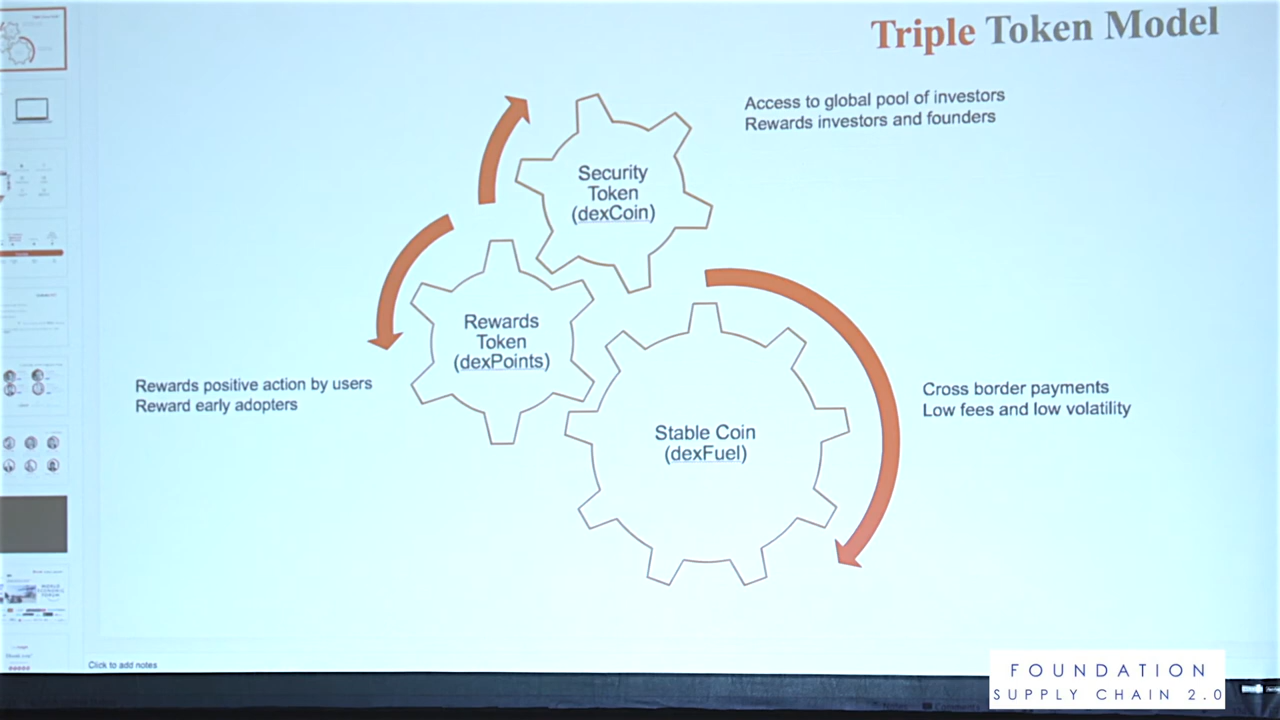 Triple Token Model
Access to global pool of investors
Rewards investors and founders
Security
Token
(dexCoin)
Rewards
Token
(dexPoints)
Rewards positive action by users
Reward early adopters
Stable Coin
(dexFuel)
Cross border payments
Low fees and low volatility
Click to add notes
FOUNDATION
SUPPLY CHAIN 2.0